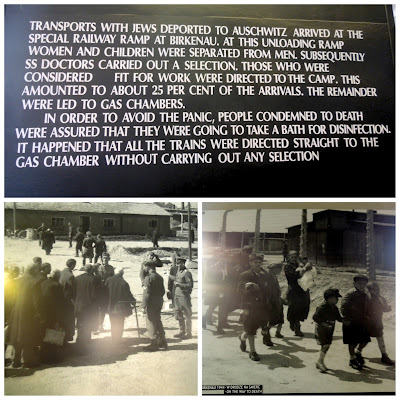 TRANSPORTS WITH JEWS DEPORTED TO AUSCHWITZ ARRIVED AT THE
SPECIAL RAILWAY RAMP AT BIRKENAU. AT THIS UNLOADING RAMP
WOMEN AND CHILDREN WERE SEPARATED FROM MEN. SUBSEQUENTLY
SS DOCTORS CARRIED OUT A SELECTION. THOSE WHO WERE
CONSIDERED FIT FOR WORK WERE DIRECTED TO THE CAMP. THIS
AMOUNTED TO ABOUT 25 PER CENT OF THE ARRIVALS. THE REMAINDER
WERE LED TO GAS CHAMBERS.
IN ORDER TO AVOID THE PANIC, PEOPLE CONDEMNED TO DEATH
WERE ASSURED THAT THEY WERE GOING TO TAKE A BATH FOR DISINFECTION.
IT HAPPENED THAT ALL THE TRAINS WERE DIRECTED STRAIGHT TO THE
GAS CHAMBER WITHOUT CARRYING OUT ANY SELECTION
1944
ON THE WAY TO DEATH